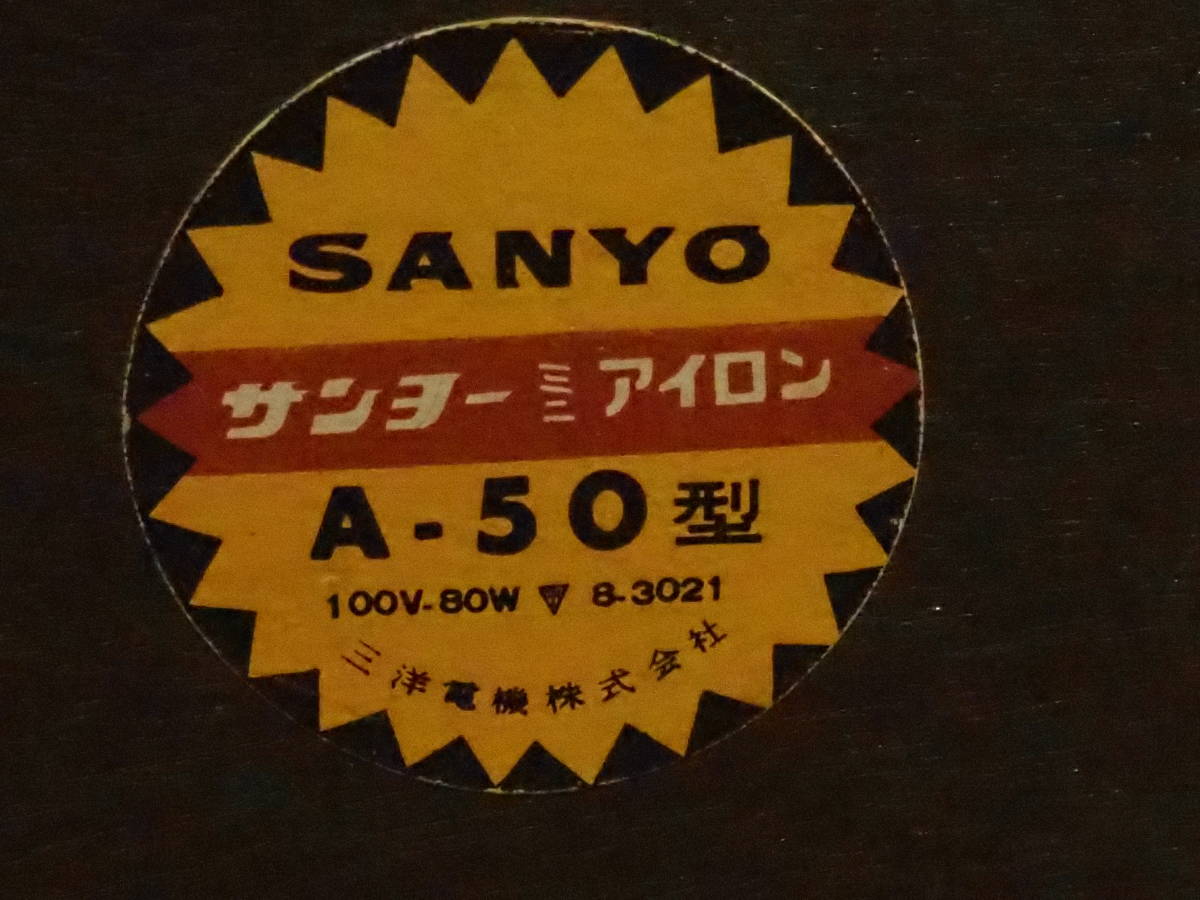 SANYO
サンヨー ミニ アイロン
A-50型
100V-80W ▽ 8-3021
三洋電機株式会社